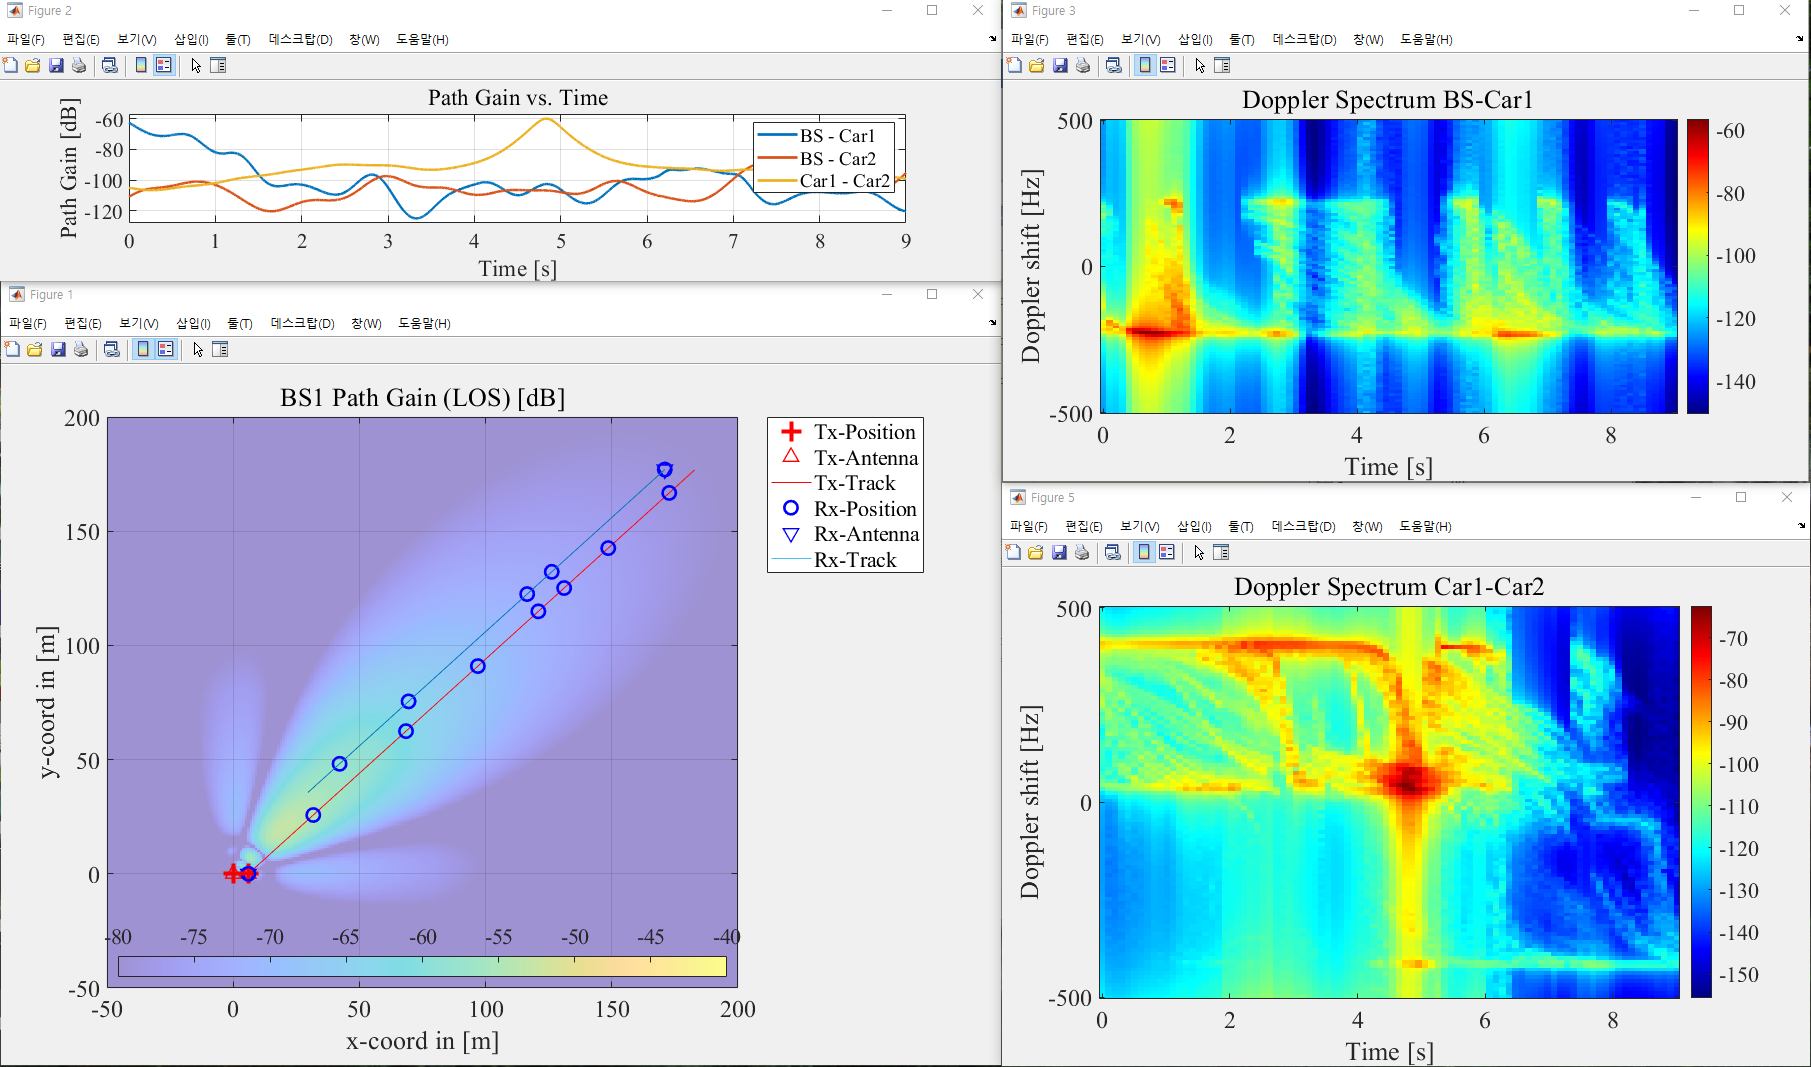 Figure 2
파일(F) 편집(E) 보기(V) 삽입(I) 툴(T) 데스크탑(D) 창(W) 도움말(H)
Path Gain vs. Time
Path Gain [dB]
-60
-80
-100
-120
BS - Car1
BS - Car2
Car1 - Car2
0 1 2 3 4 5 6 7 8 9
Time [s]
Figure 1
파일(F) 편집(E) 보기(V) 삽입(I) 툴(T) 데스크탑(D) 창(W) 도움말(H)
BS1 Path Gain (LOS) [dB]
y-coord in [m]
200
150
100
50
0
-50
Tx-Position
Tx-Antenna
Tx-Track
Rx-Position
Rx-Antenna
Rx-Track
-80 -75 -70 -65 -60 -55 -50 -45 -40
-50 0 50 100 150 200
x-coord in [m]
Figure 3
파일(F) 편집(E) 보기(V) 삽입(I) 툴(T) 데스크탑(D) 창(W) 도움말(H)
Doppler Spectrum BS-Car1
Doppler shift [Hz]
500
0
-500
-60
-80
-100
-120
-140
0 2 4 6 8
Time [s]
Figure 5
파일(F) 편집(E) 보기(V) 삽입(I) 툴(T) 데스크탑(D) 창(W) 도움말(H)
Doppler Spectrum Car1-Car2
Doppler shift [Hz]
500
0
-500
-70
-80
-90
-100
-110
-120
-130
-140
-150
0 2 4 6 8
Time [s]